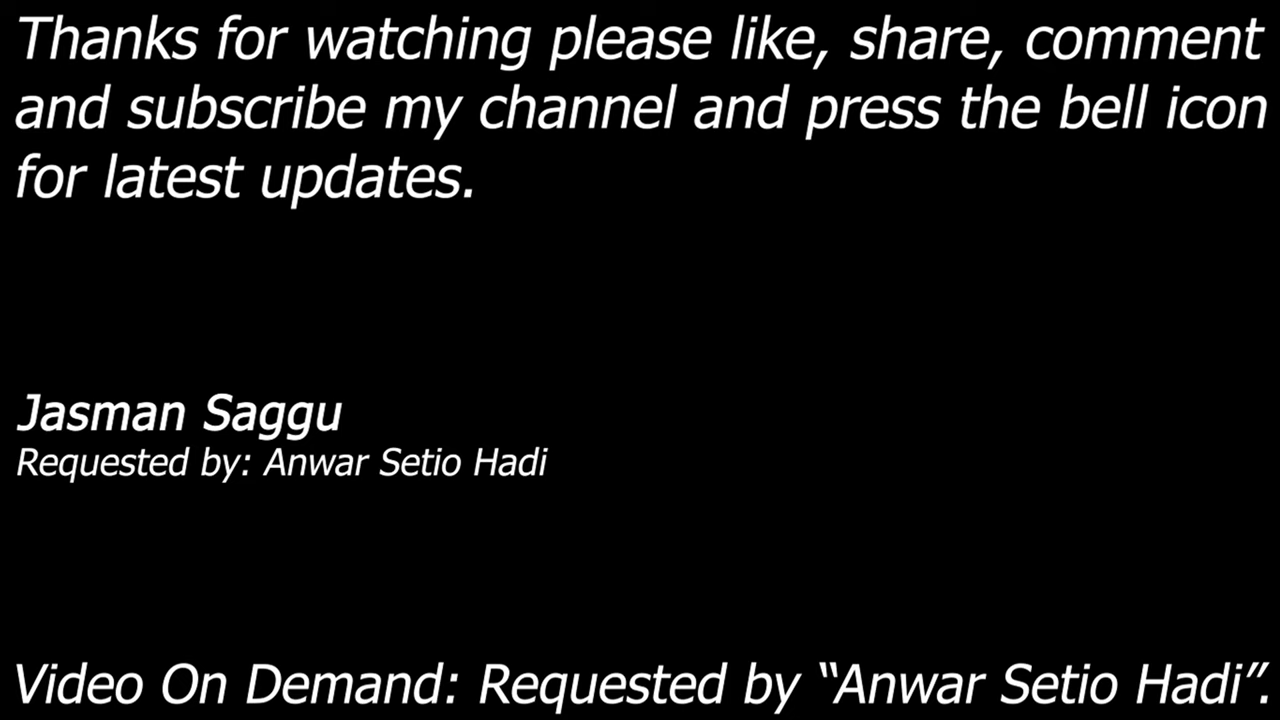 Thanks for watching please like, share, comment
and subscribe my channel and press the bell icon
for latest updates.
Jasman Saggu
Requested by: Anwar Setio Hadi
Video On Demand: Requested by “Anwar Setio Hadi”.